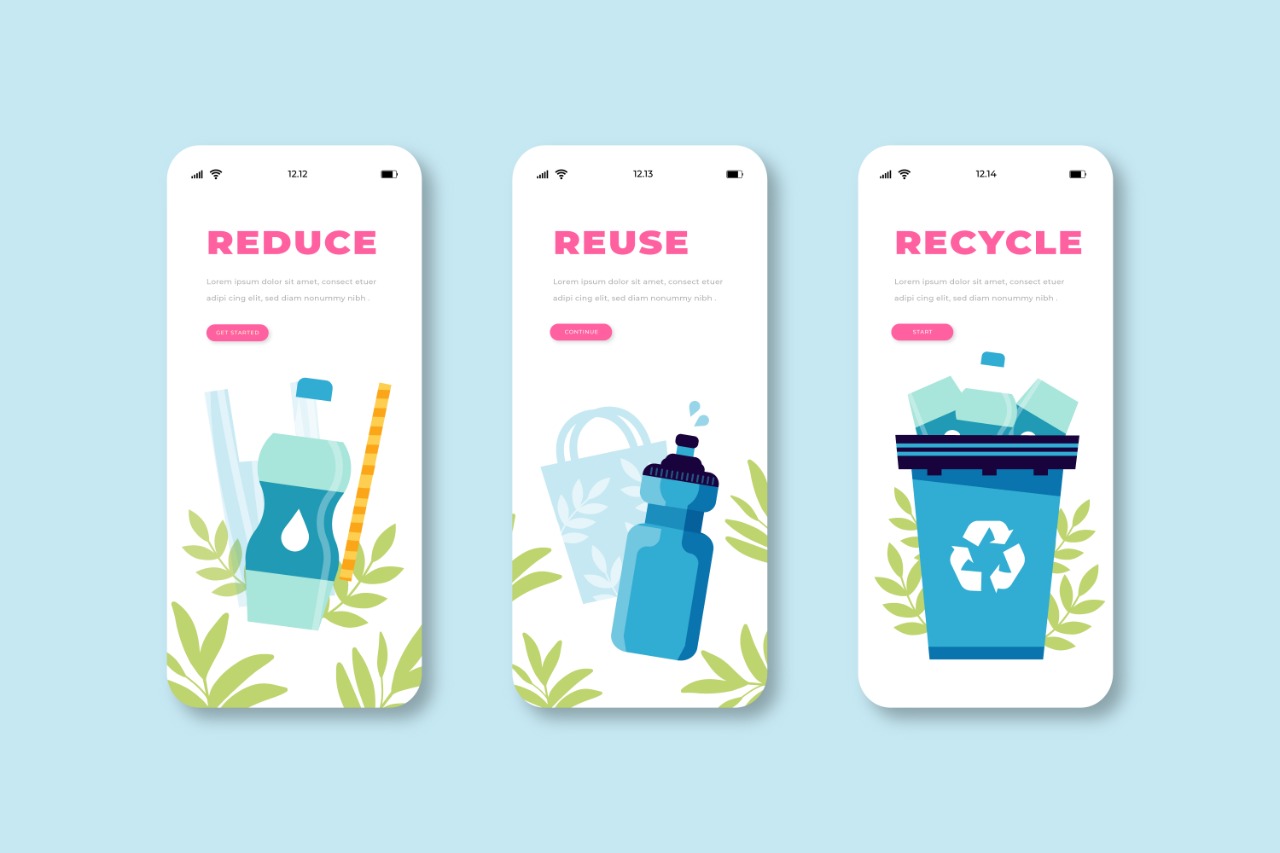 12.12
REDUCE
Lorem ipsum dolor sit amet, consect etuer
adipi cing elit, sed diam nonummy nibh .
GET STARTED
12.13
REUSE
Lorem ipsum dolor sit amet, consect etuer
adipi cing elit, sed diam nonummy nibh .
CONTINUE
12.14
RECYCLE
Lorem ipsum dolor sit amet, consect etuer
adipi cing elit, sed diam nonummy nibh .
START